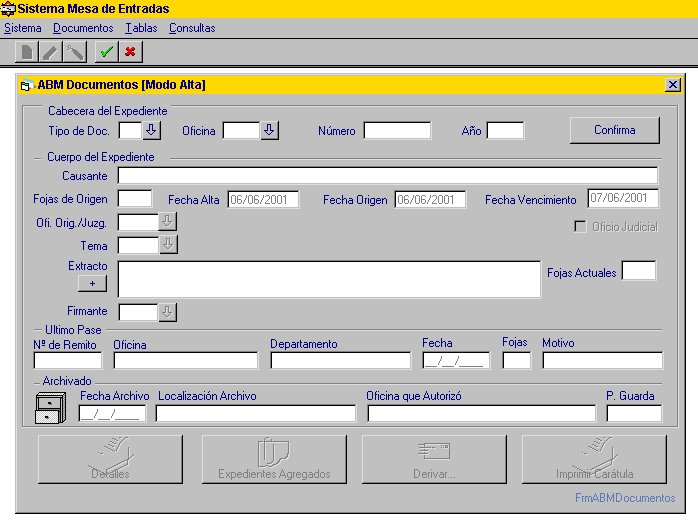 Sistema Mesa de Entradas
Sistema Documentos Tablas Consultas
ABM Documentos [Modo Alta]
Cabecera del Expediente
Tipo de Doc. Oficina Número Año Confirma
Cuerpo del Expediente
Causante
Fojas de Origen Fecha Alta 06/06/2001 Fecha Origen 06/06/2001 Fecha Vencimiento 07/06/2001
Ofi. Orig./Juzg. Oficio Judicial
Tema
Extracto Fojas Actuales
+
Firmante
Ultimo Pase
Nº de Remito Oficina Departamento Fecha Fojas Motivo
__/__/____
Archivado
Fecha Archivo Localización Archivo Oficina que Autorizó P. Guarda
__/__/____
Detalles Expedientes Agregados Derivar... Imprimir Carátula
FrmABMDocumentos